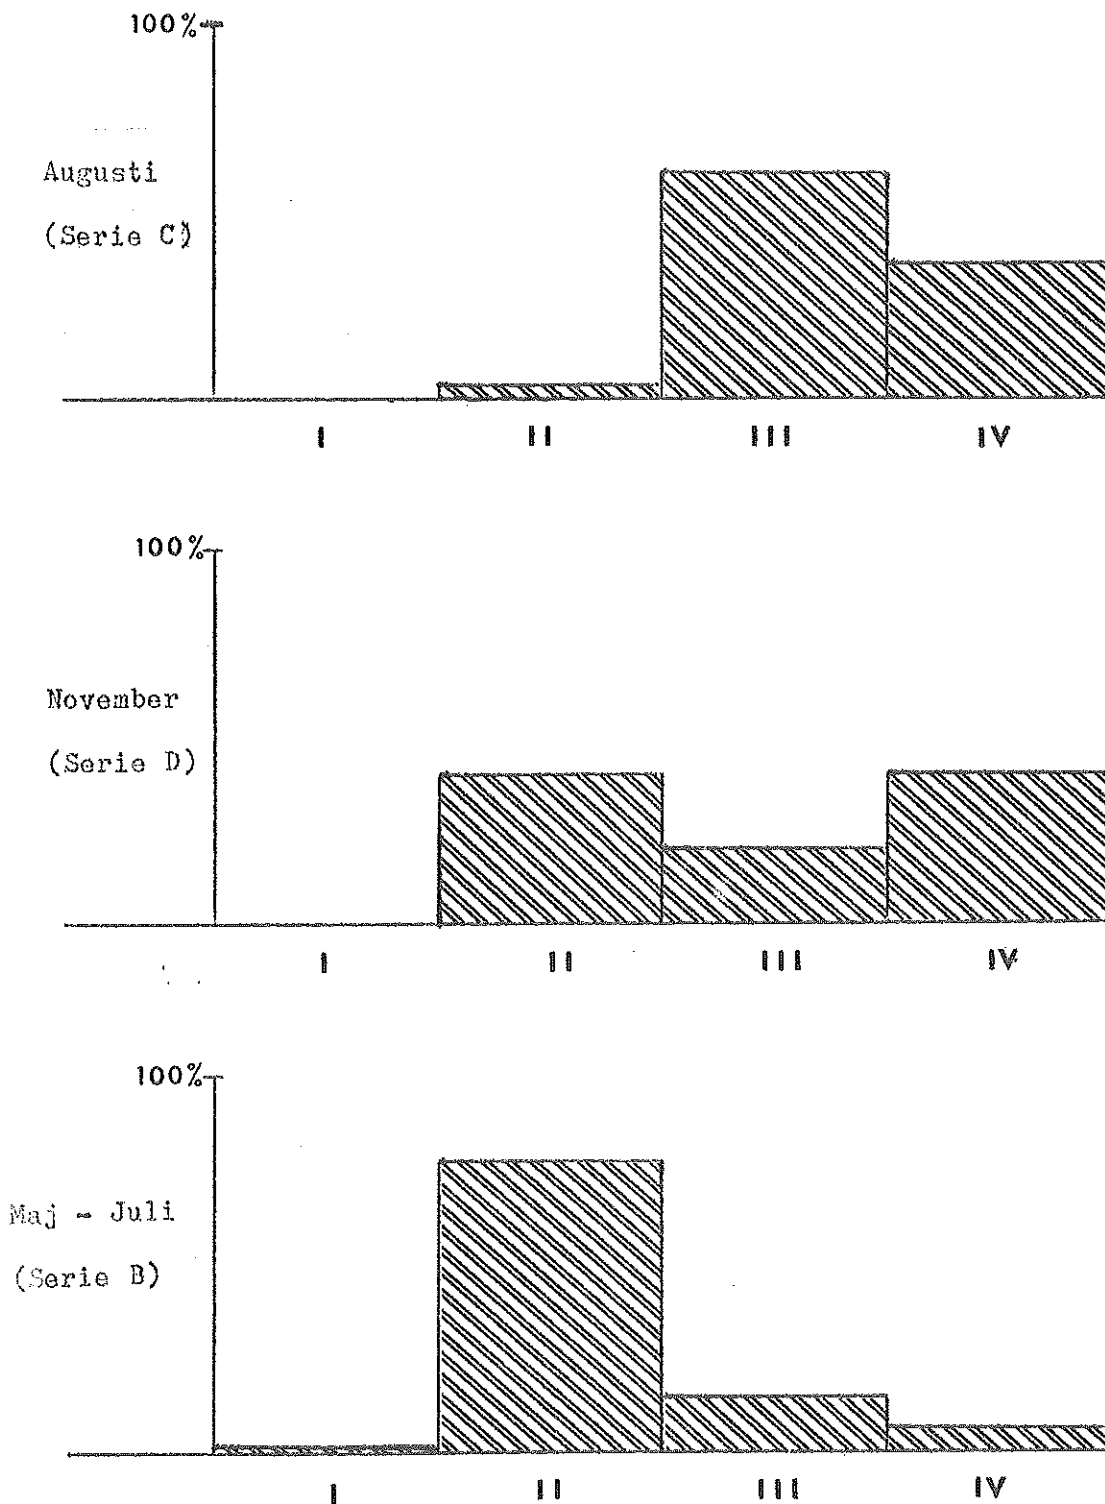 100%
Augusti
(Serie C)
I II III IV
100%
November
(Serie D)
I II III IV
100%
Maj - Juli
(Serie B)
I II III IV